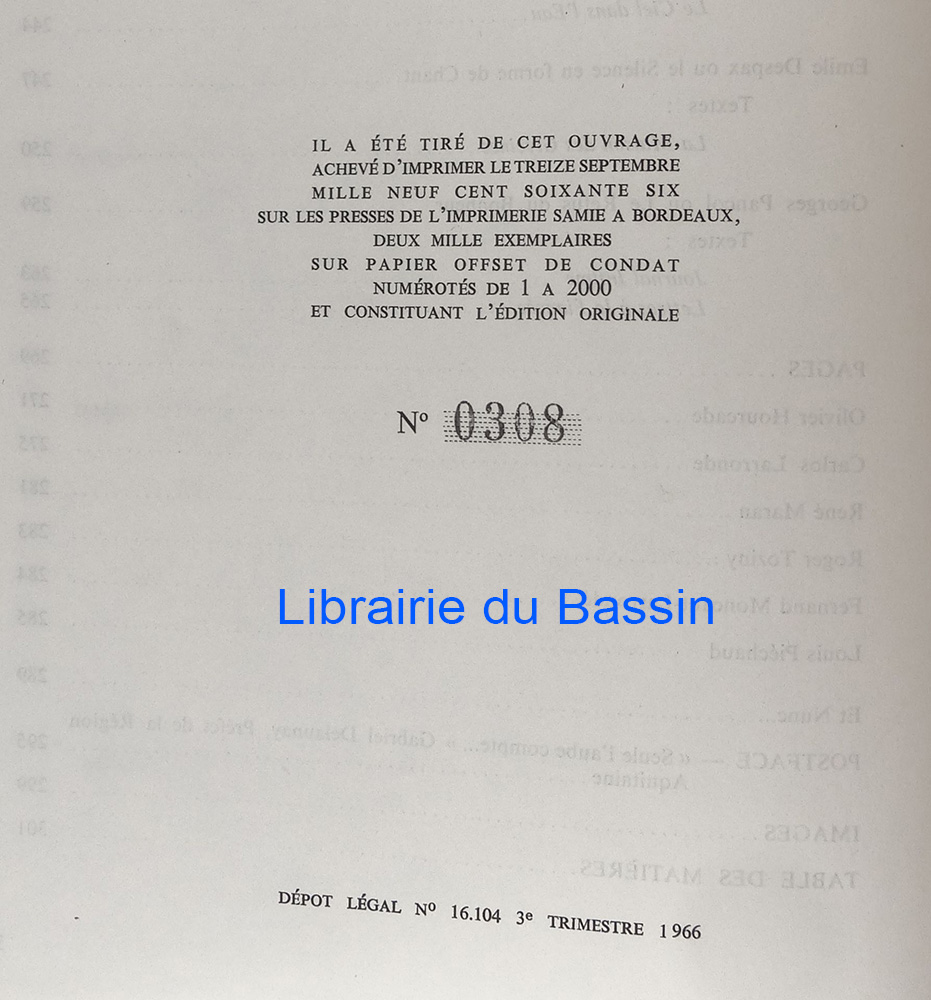 IL A ÉTÉ TIRÉ DE CET OUVRAGE,
ACHEVÉ D'IMPRIMER LE TREIZE SEPTEMBRE
MILLE NEUF CENT SOIXANTE SIX
SUR LES PRESSES DE L'IMPRIMERIE SAMIE A BORDEAUX,
DEUX MILLE EXEMPLAIRES
SUR PAPIER OFFSET DE CONDAT
NUMÉROTÉS DE 1 A 2000
ET CONSTITUANT L'ÉDITION ORIGINALE
Nº 0308
Librairie du Bassin
DÉPOT LÉGAL Nº 16.104 3e TRIMESTRE 1966